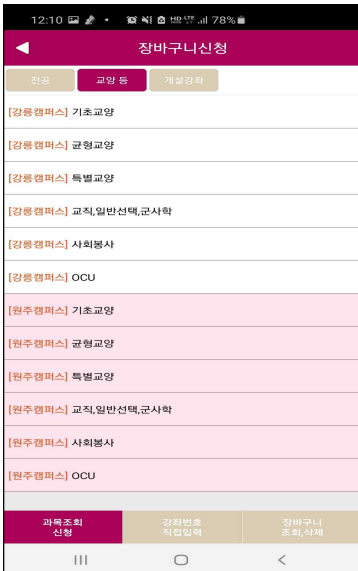 12:10 78%
장바구니신청
전공 교양 등 개설강좌
[강릉캠퍼스] 기초교양
[강릉캠퍼스] 균형교양
[강릉캠퍼스] 특별교양
[강릉캠퍼스] 교직,일반선택,군사학
[강릉캠퍼스] 사회봉사
[강릉캠퍼스] OCU
[원주캠퍼스] 기초교양
[원주캠퍼스] 균형교양
[원주캠퍼스] 특별교양
[원주캠퍼스] 교직,일반선택,군사학
[원주캠퍼스] 사회봉사
[원주캠퍼스] OCU
과목조회 강좌번호 장바구니
신청 직접입력 조회,삭제